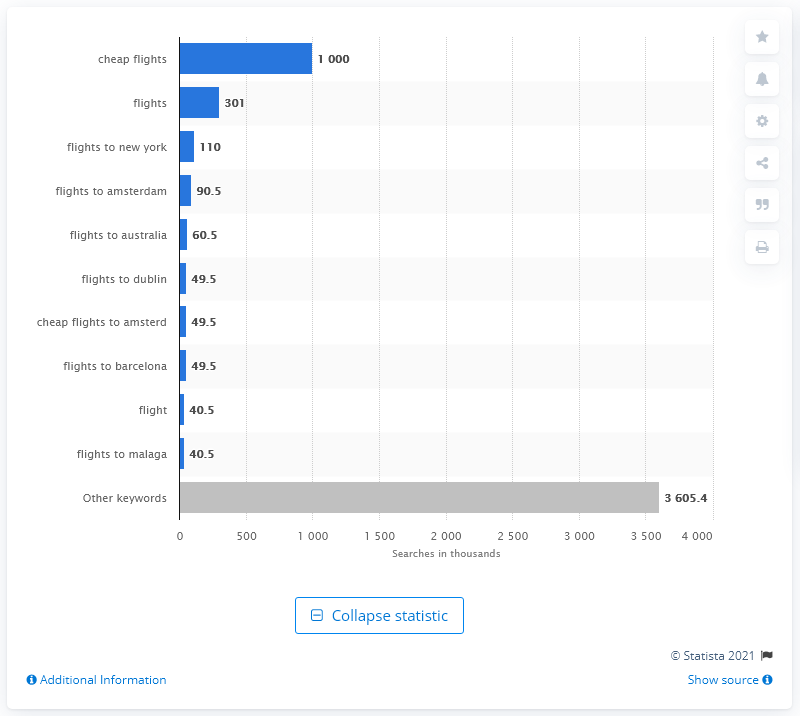 cheap flights 1 000
flights 301
flights to new york 110
flights to amsterdam 90.5
flights to australia 60.5
flights to dublin 49.5
cheap flights to amsterd 49.5
flights to barcelona 49.5
flight 40.5
flights to malaga 40.5
Other keywords 3 605.4
0 500 1 000 1 500 2 000 2 500 3 000 3 500 4 000
Searches in thousands
Collapse statistic
© Statista 2021
Additional Information Show source